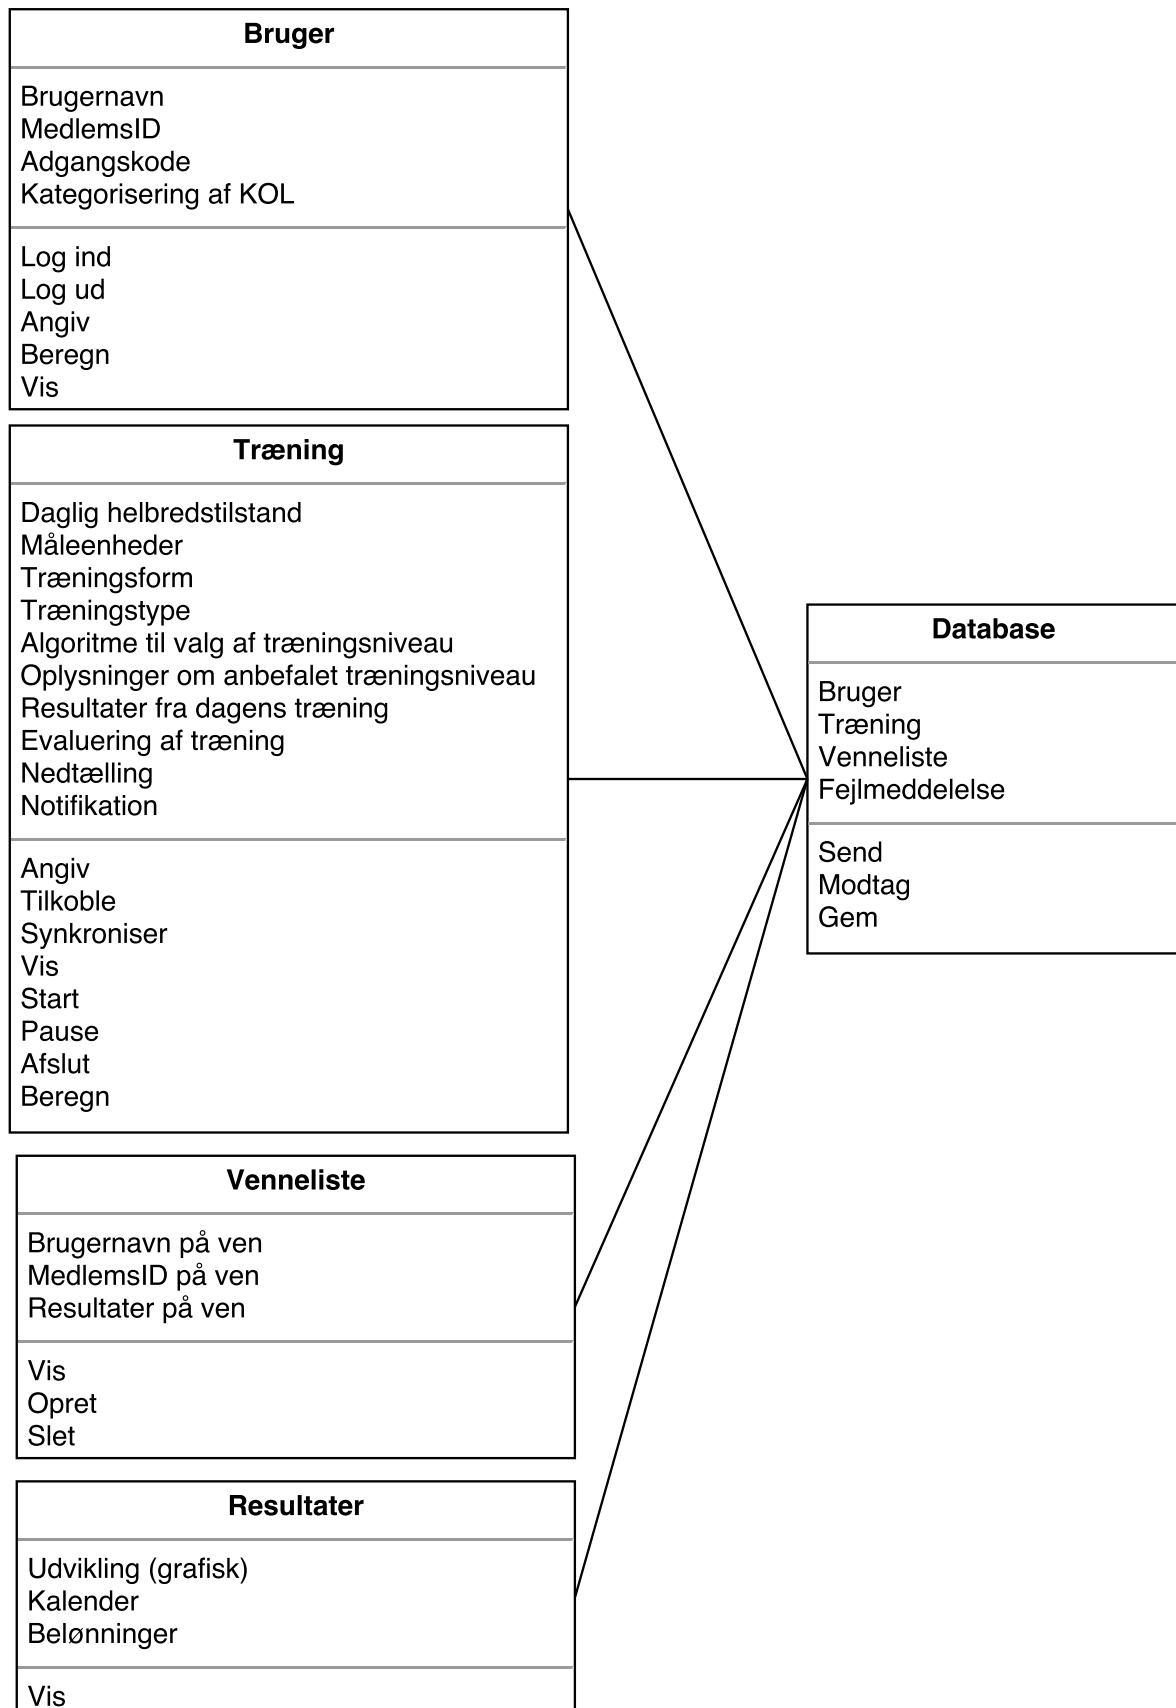 Bruger
Brugernavn
MedlemsID
Adgangskode
Kategorisering af KOL
Log ind
Log ud
Angiv
Beregn
Vis
Træning
Daglig helbredstilstand
Måleenheder
Træningsform
Træningstype
Algoritme til valg af træningsniveau
Oplysninger om anbefalet træningsniveau
Resultater fra dagens træning
Evaluering af træning
Nedtælling
Notifikation
Angiv
Tilkoble
Synkroniser
Vis
Start
Pause
Afslut
Beregn
Venneliste
Brugernavn på ven
MedlemsID på ven
Resultater på ven
Vis
Opret
Slet
Resultater
Udvikling (grafisk)
Kalender
Belønninger
Vis
Database
Bruger
Træning
Venneliste
Fejlmeddelelse
Send
Modtag
Gem